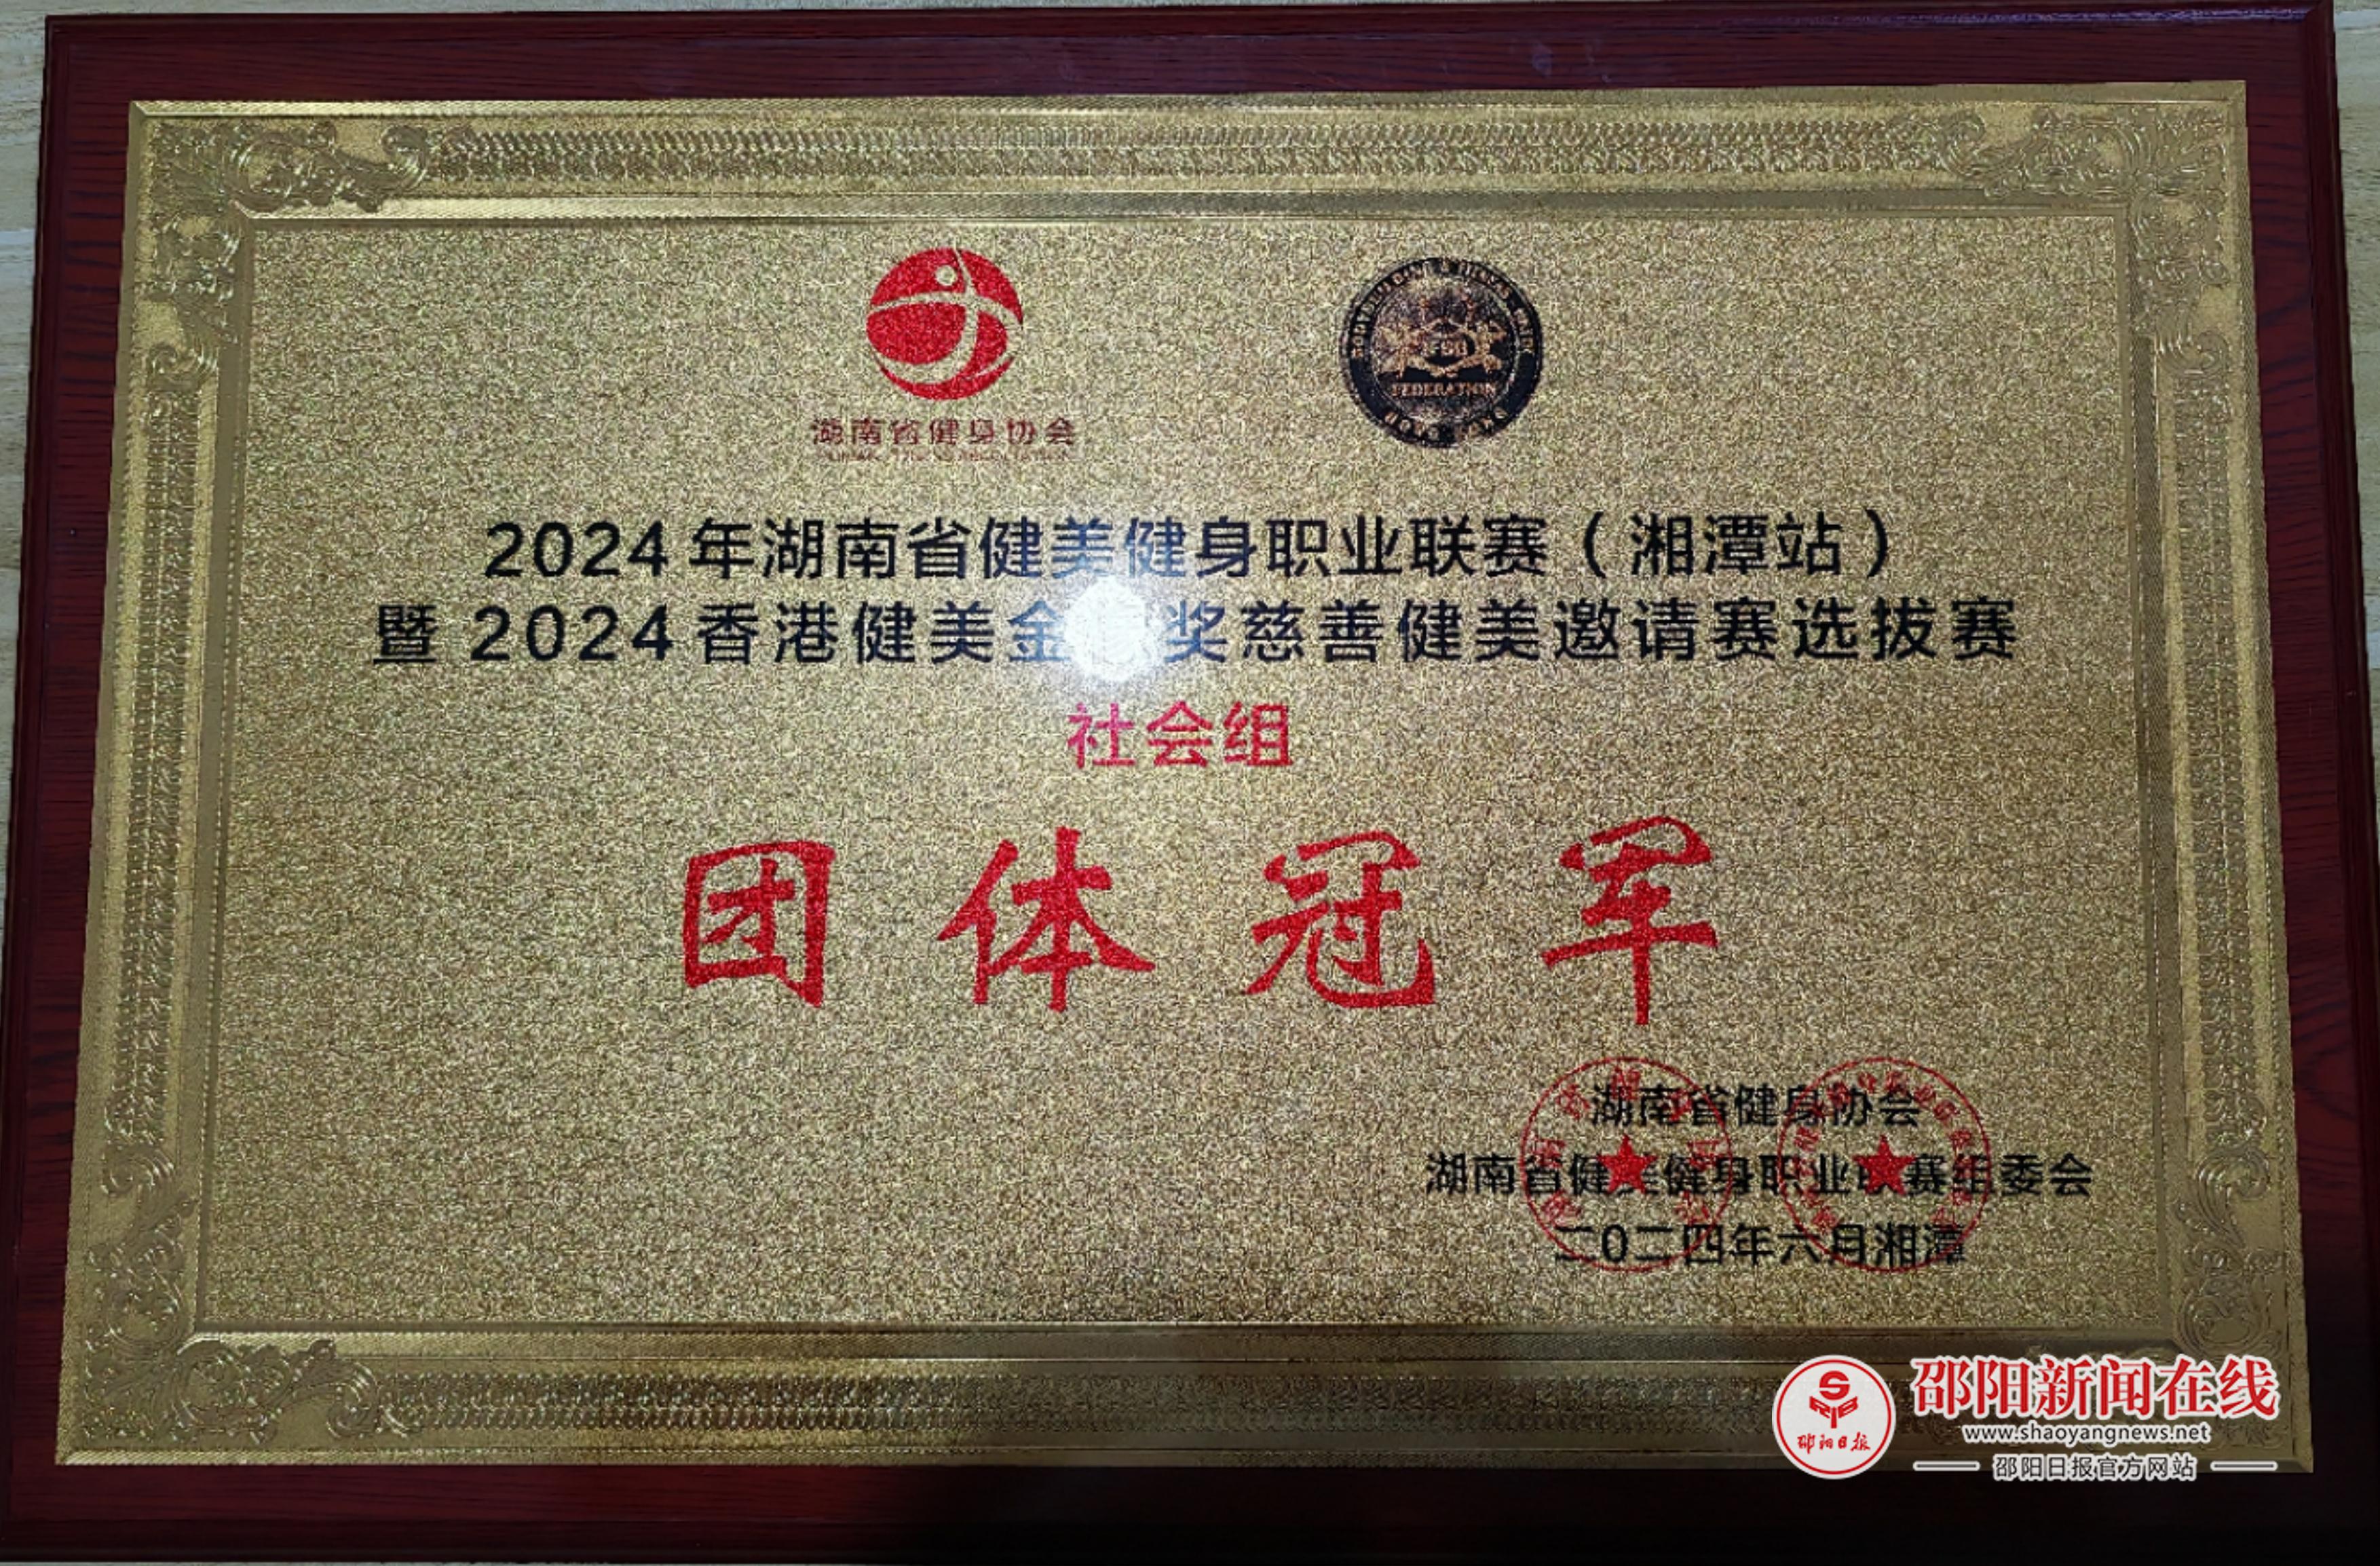 湖南省健身协会
FEDERATION
2024年湖南省健美健身职业联赛（湘潭站）
暨 2024香港健美金 奖慈善健美邀请赛选拔赛
社会组
团体冠军
湖南省健身协会
湖南省健美健身职业联赛组委会
二0二四年六月湘潭
SRB
邵阳日报
邵阳新闻在线
www.shaoyangnews.net
邵阳日报官方网站